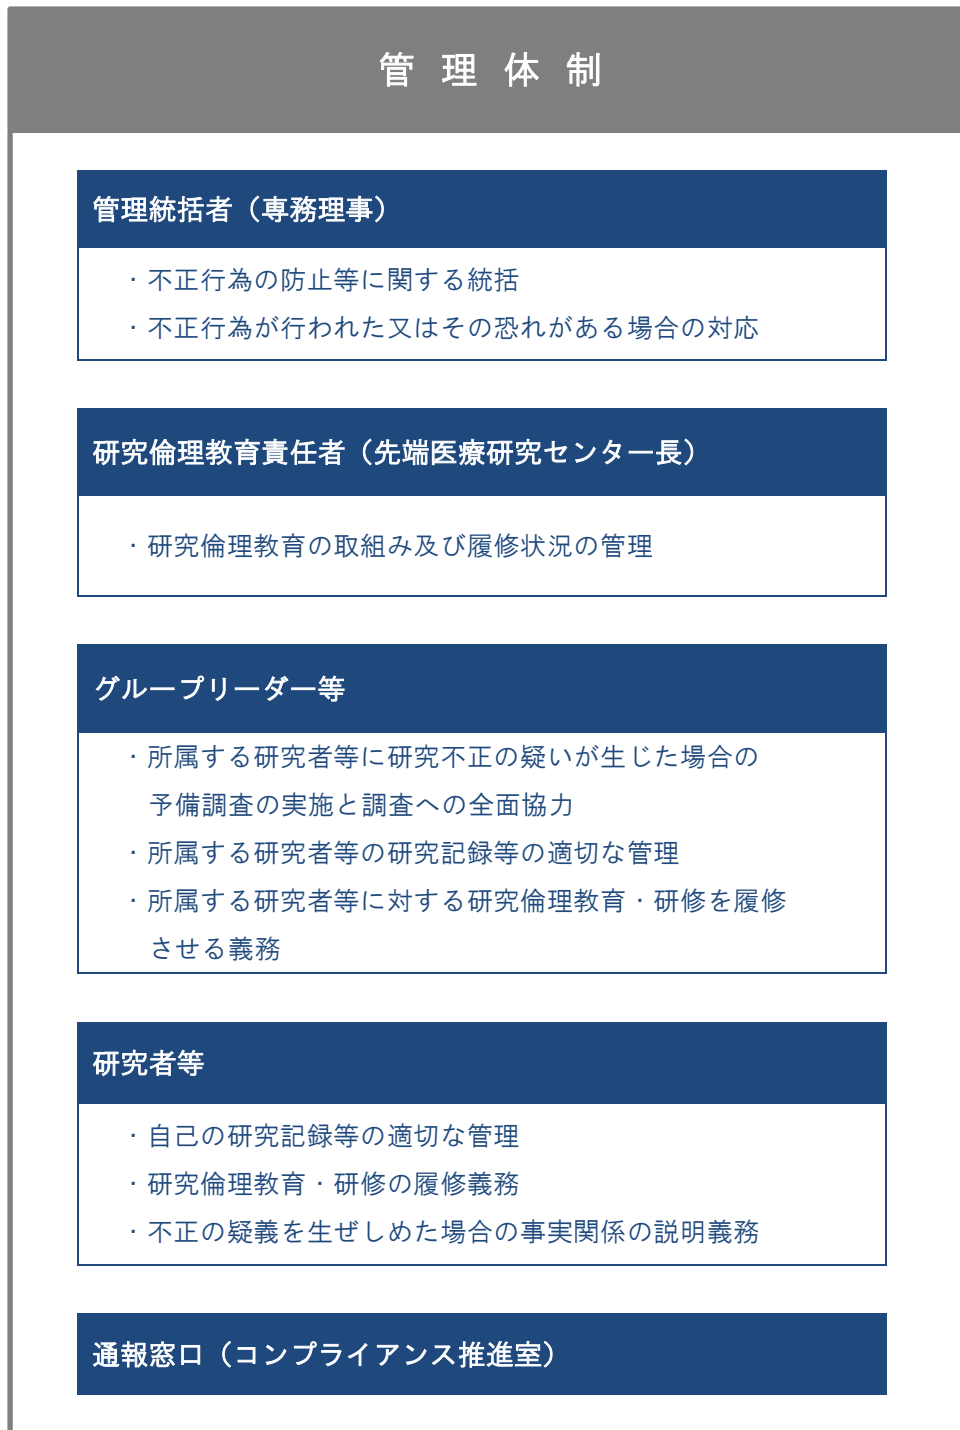 管理体制
管理統括者（専務理事）
・不正行為の防止等に関する統括
・不正行為が行われた又はその恐れがある場合の対応
研究倫理教育責任者（先端医療研究センター長）
・研究倫理教育の取組み及び履修状況の管理
グループリーダー等
・所属する研究者等に研究不正の疑いが生じた場合の
予備調査の実施と調査への全面協力
・所属する研究者等の研究記録等の適切な管理
・所属する研究者等に対する研究倫理教育・研修を履修
させる義務
研究者等
・自己の研究記録等の適切な管理
・研究倫理教育・研修の履修義務
・不正の疑義を生ぜしめた場合の事実関係の説明義務
通報窓口（コンプライアンス推進室）